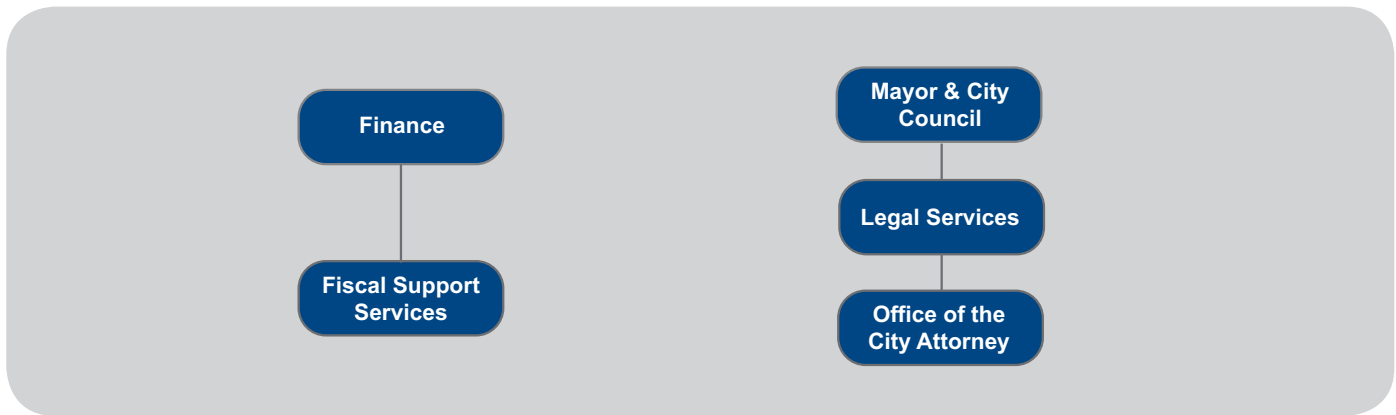 Finance
Fiscal Support
Services
Mayor & City
Council
Legal Services
Office of the
City Attorney